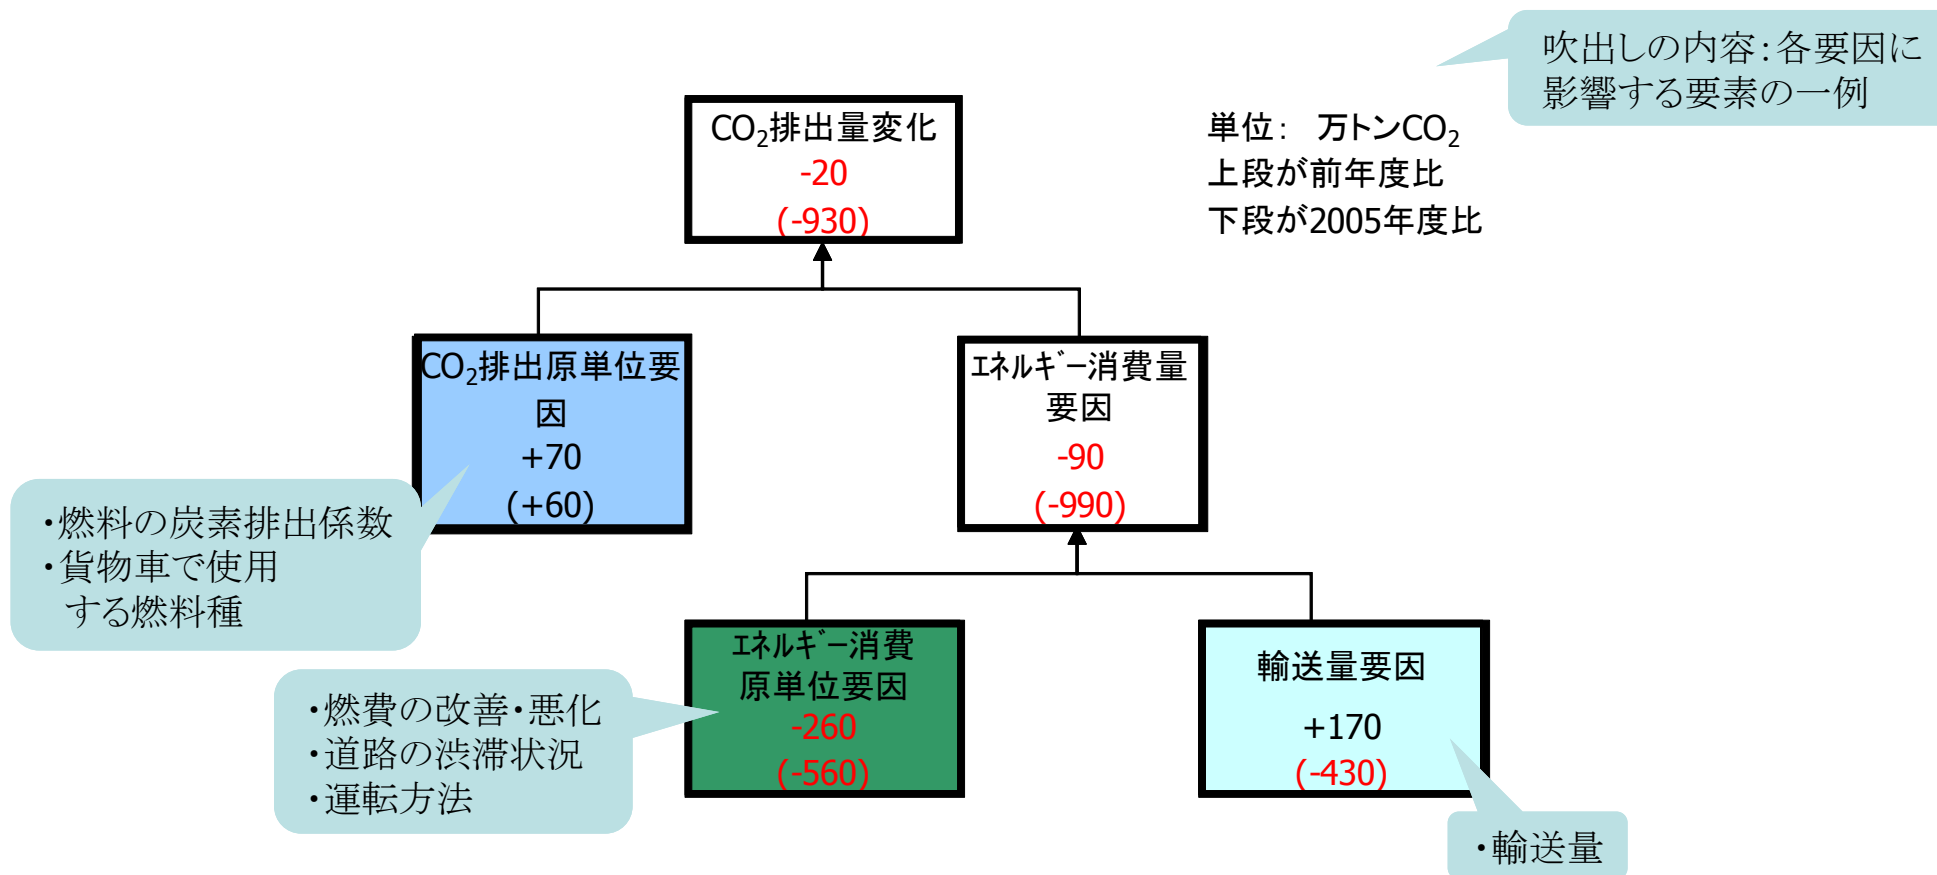 吹出しの内容：各要因に
影響する要素の一例
CO₂排出量変化
-20
(-930)
単位：　万トンCO₂
上段が前年度比
下段が2005年度比
CO₂排出原単位要
因
+70
(+60)
ｴﾈﾙｷﾞｰ消費量
要因
-90
(-990)
・燃料の炭素排出係数
・貨物車で使用
する燃料種
ｴﾈﾙｷﾞｰ消費
原単位要因
-260
(-560)
輸送量要因
+170
(-430)
・燃費の改善・悪化
・道路の渋滞状況
・運転方法
・輸送量